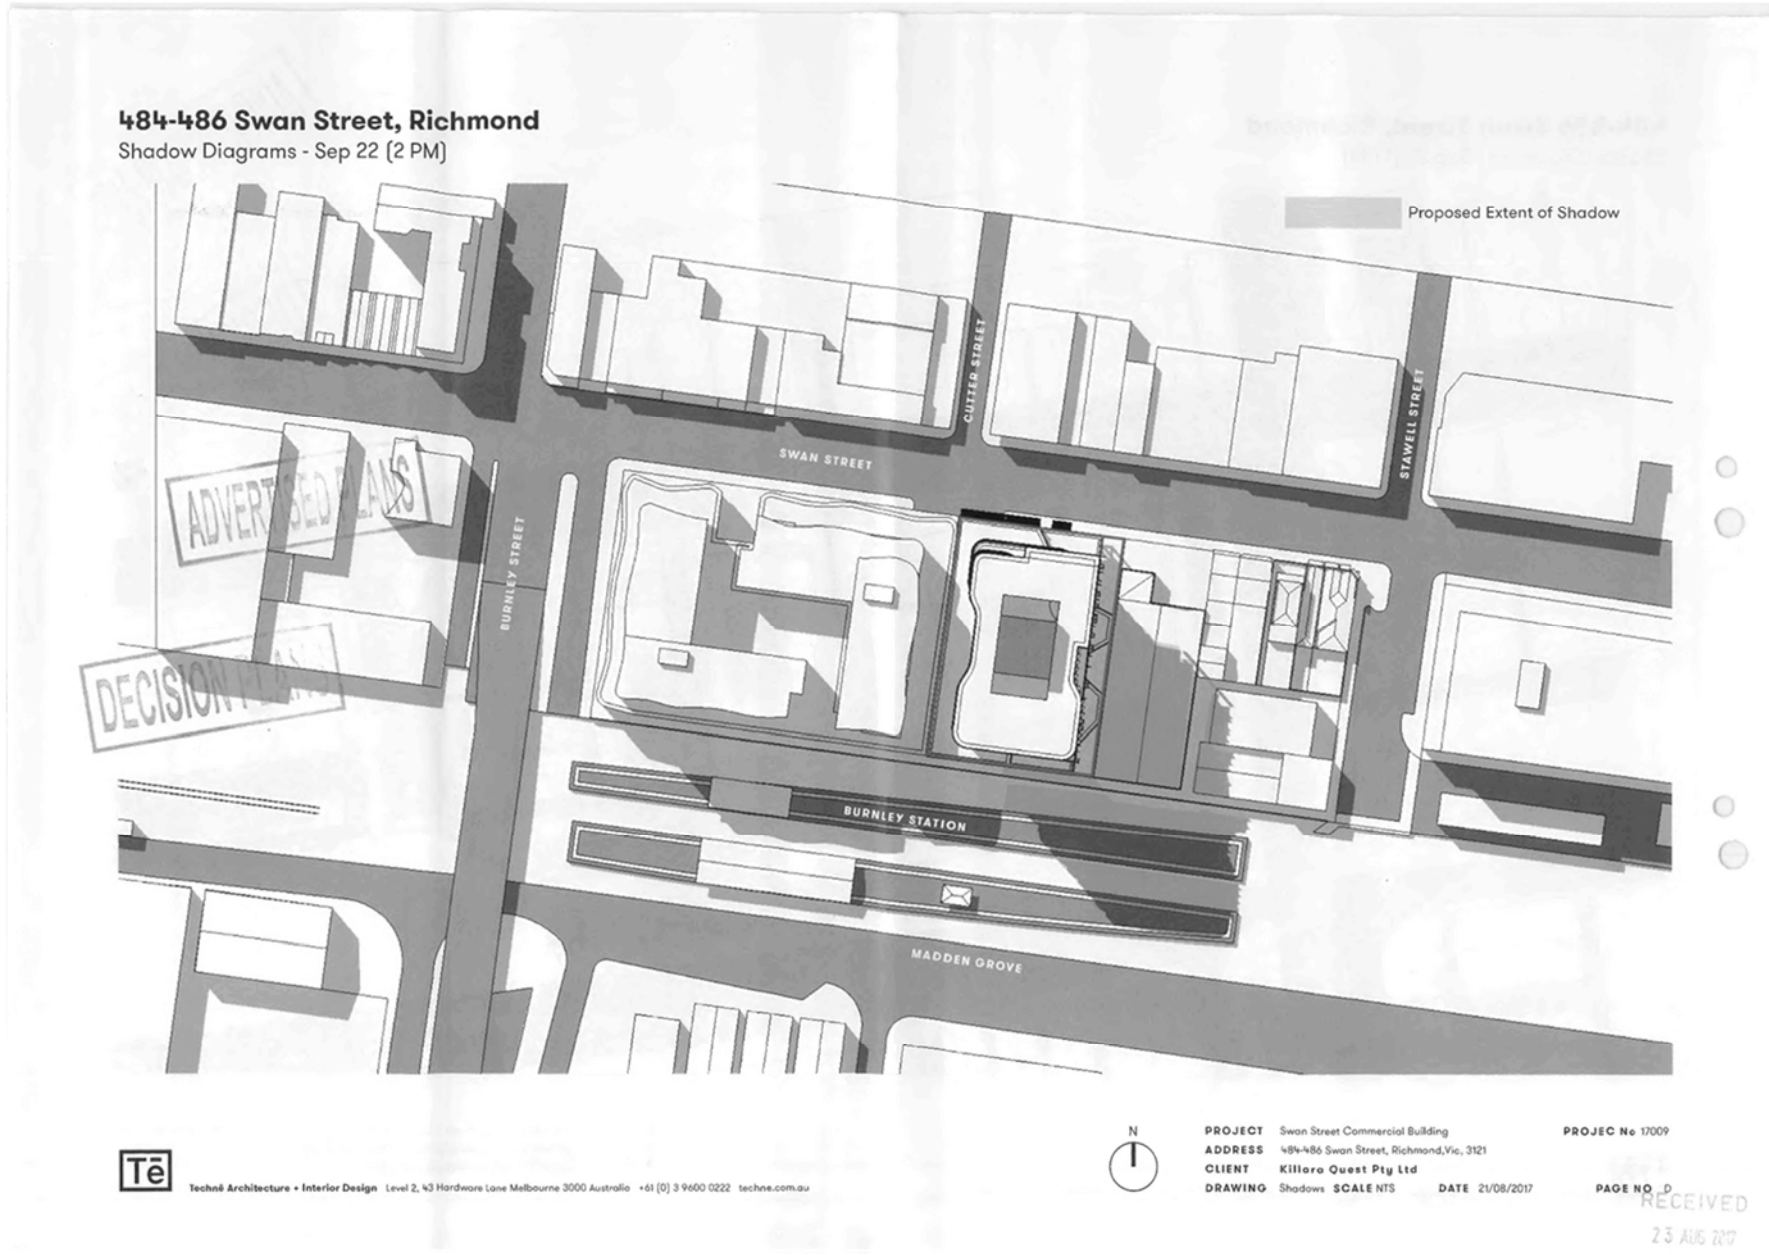 484-486 Swan Street, Richmond
Shadow Diagrams - Sep 22 (2 PM)
Proposed Extent of Shadow
CUTTER STREET
STAWELL STREET
SWAN STREET
ADVERTISED PLANS
BURNLEY STREET
DECISION PLANS
BURNLEY STATION
MADDEN GROVE
N
PROJECT Swan Street Commercial Building PROJEC No 17009
ADDRESS 484-486 Swan Street, Richmond,Vic, 3121
CLIENT Killara Quest Pty Ltd
DRAWING Shadows SCALE NTS DATE 21/08/2017 PAGE NO D
Tē
Technē Architecture + Interior Design Level 2, 43 Hardware Lane Melbourne 3000 Australia +61 (0) 3 9600 0222 techne.com.au
RECEIVED
23 AUG 2017